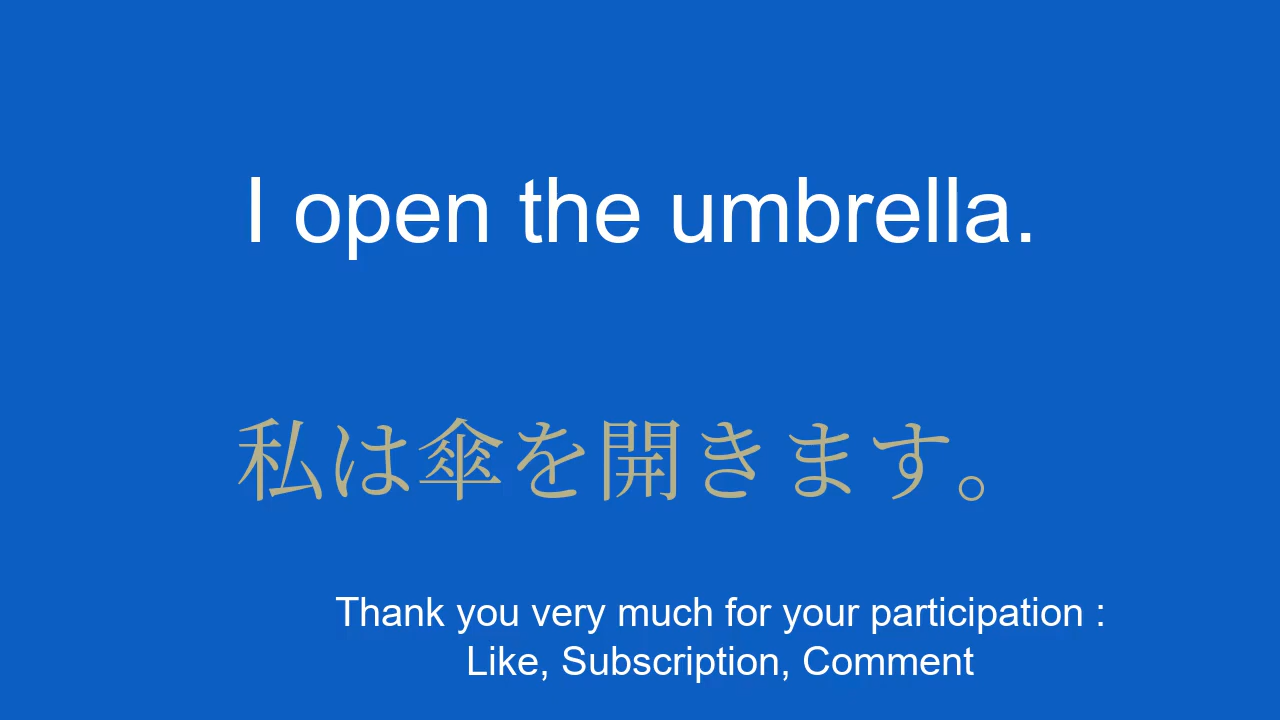 I open the umbrella.
私は傘を開きます。
Thank you very much for your participation :
Like, Subscription, Comment